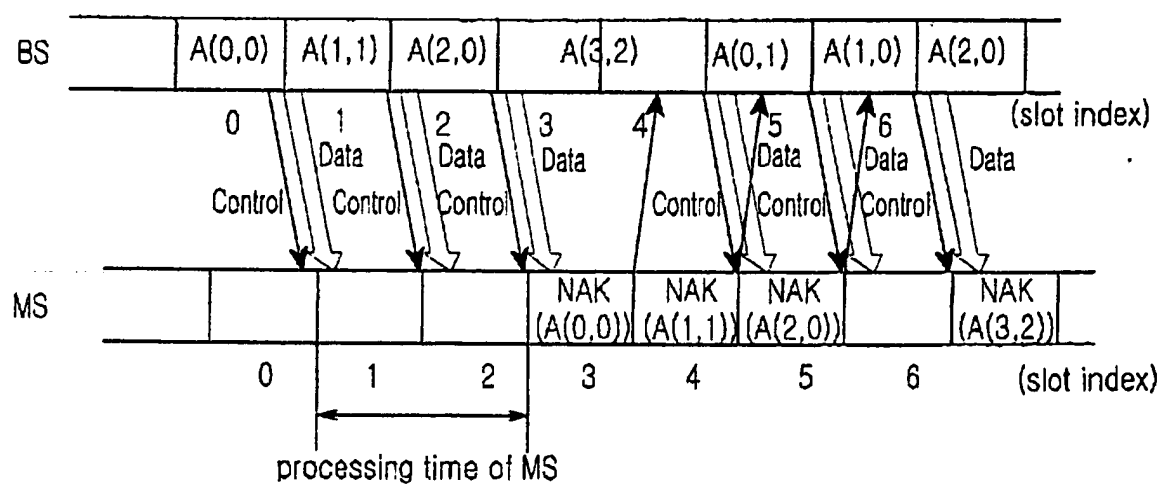 BS A(0,0) A(1,1) A(2,0) A(3,2) A(0,1) A(1,0) A(2,0)
0 1 2 3 4 5 6 (slot index)
Data Data Data Data Data Data
Control Control Control Control Control Control
MS NAK NAK NAK NAK
(A(0,0)) (A(1,1)) (A(2,0)) (A(3,2))
0 1 2 3 4 5 6 (slot index)
processing time of MS